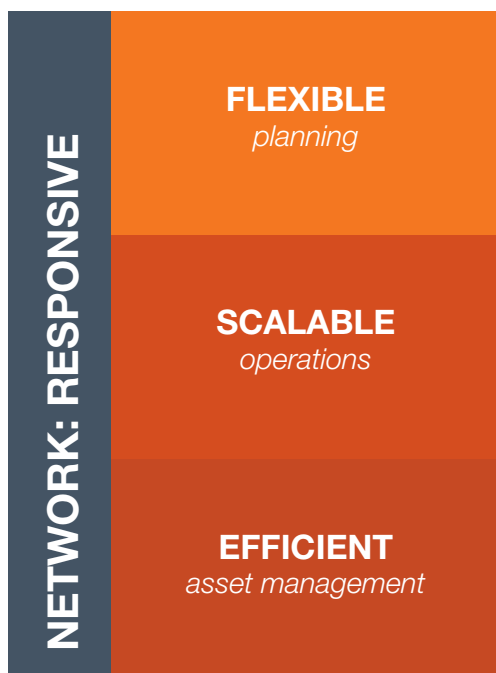 NETWORK: RESPONSIVE
FLEXIBLE
planning
SCALABLE
operations
EFFICIENT
asset management